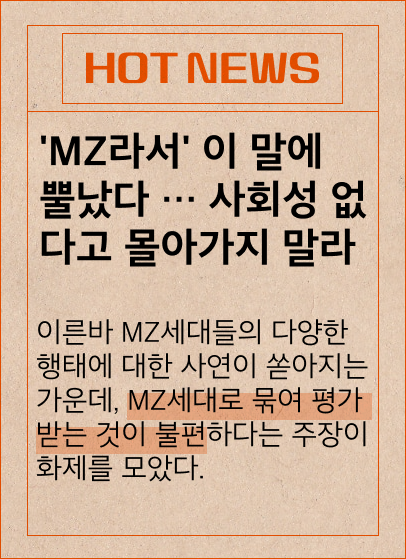 HOT NEWS
'MZ라서' 이 말에
뿔났다 … 사회성 없
다고 몰아가지 말라
이른바 MZ세대들의 다양한
행태에 대한 사연이 쏟아지는
가운데, MZ세대로 묶여 평가
받는 것이 불편하다는 주장이
화제를 모았다.